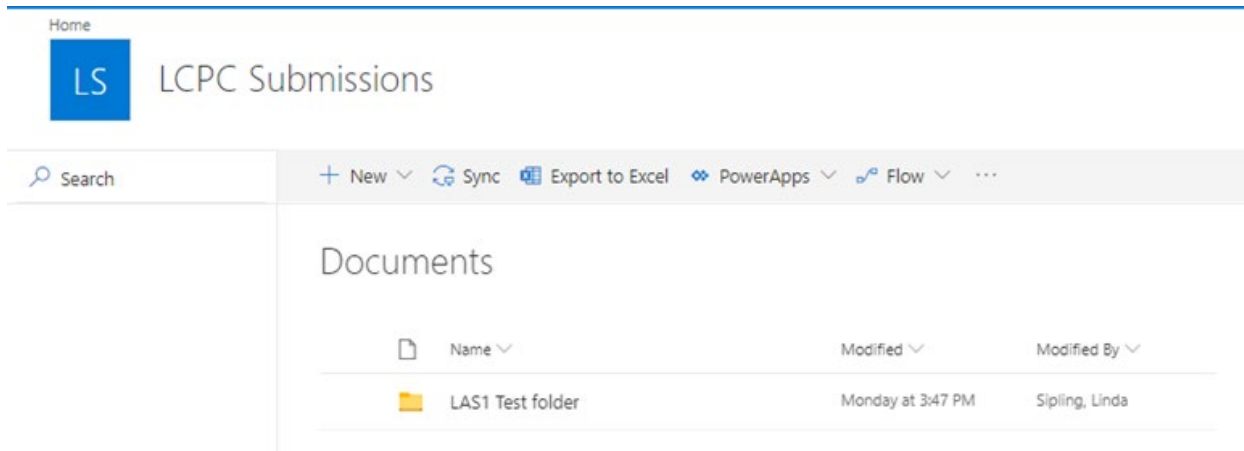 Home
LS LCPC Submissions
Search
New Sync Export to Excel PowerApps Flow ...
Documents
Name Modified Modified By
LAS1 Test folder Monday at 3:47 PM Sipling, Linda